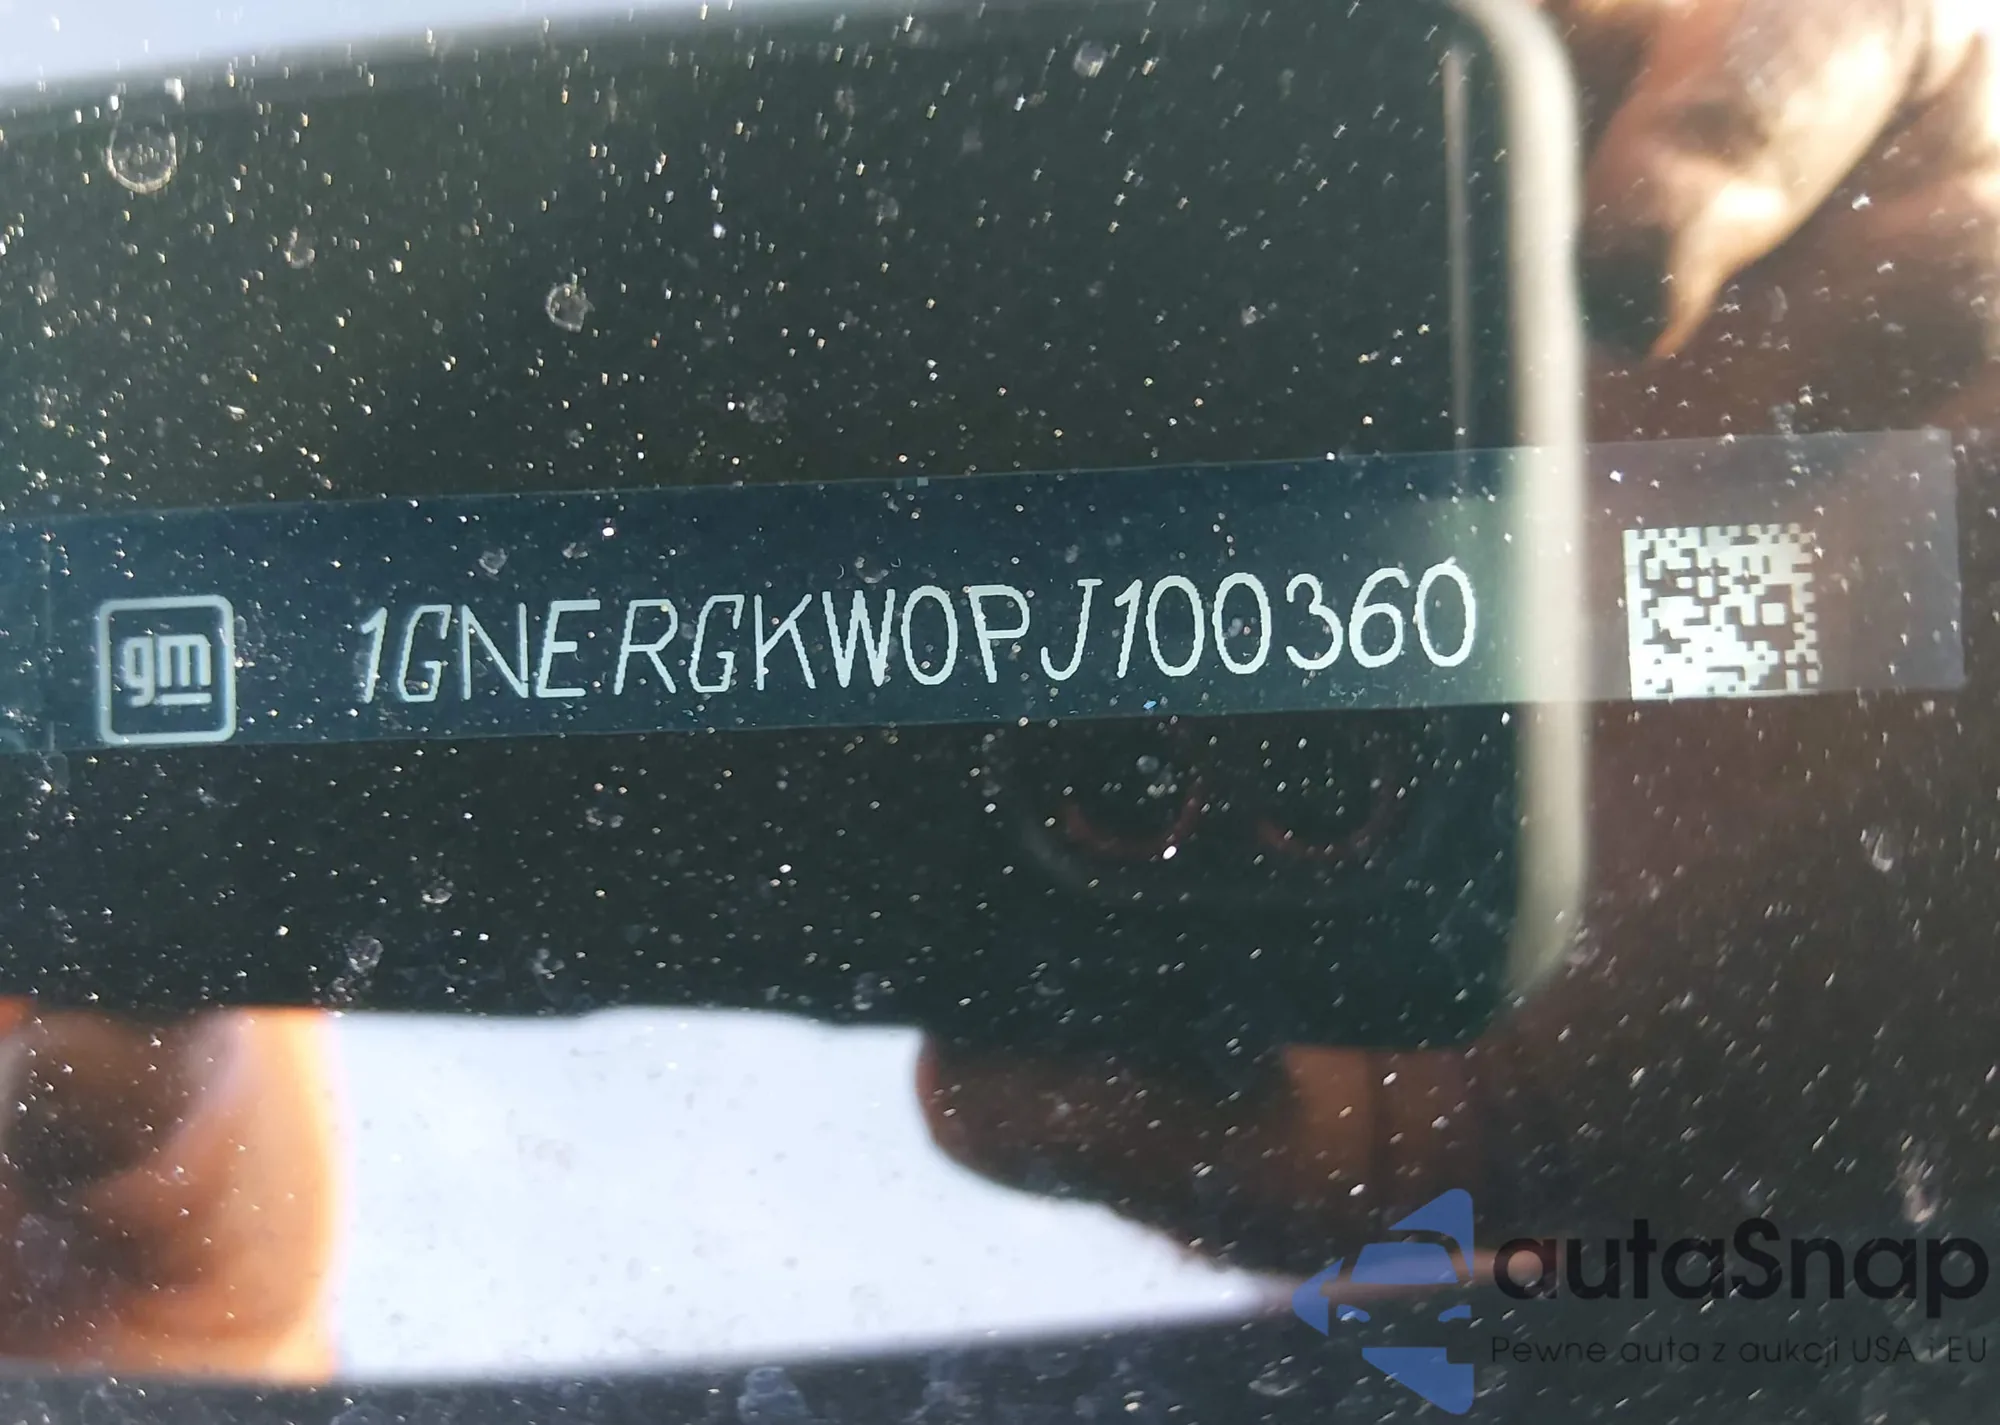 gm 1GNERGKW0PJ100360
autaSnap
Pewne auta z aukcji USA i EU